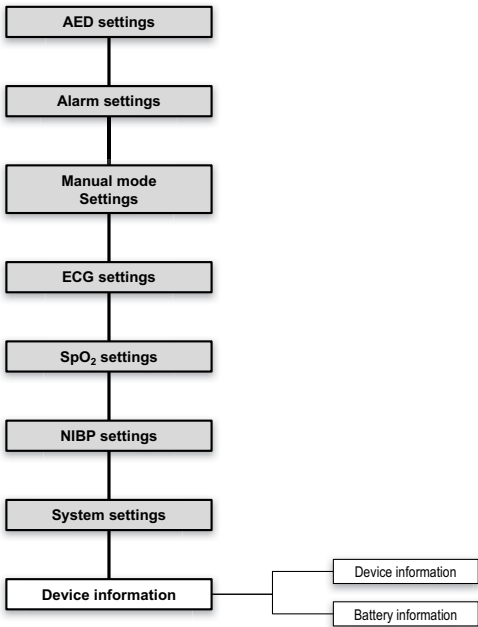 AED settings
Alarm settings
Manual mode
Settings
ECG settings
SpO₂ settings
NIBP settings
System settings
Device information
Device information
Battery information